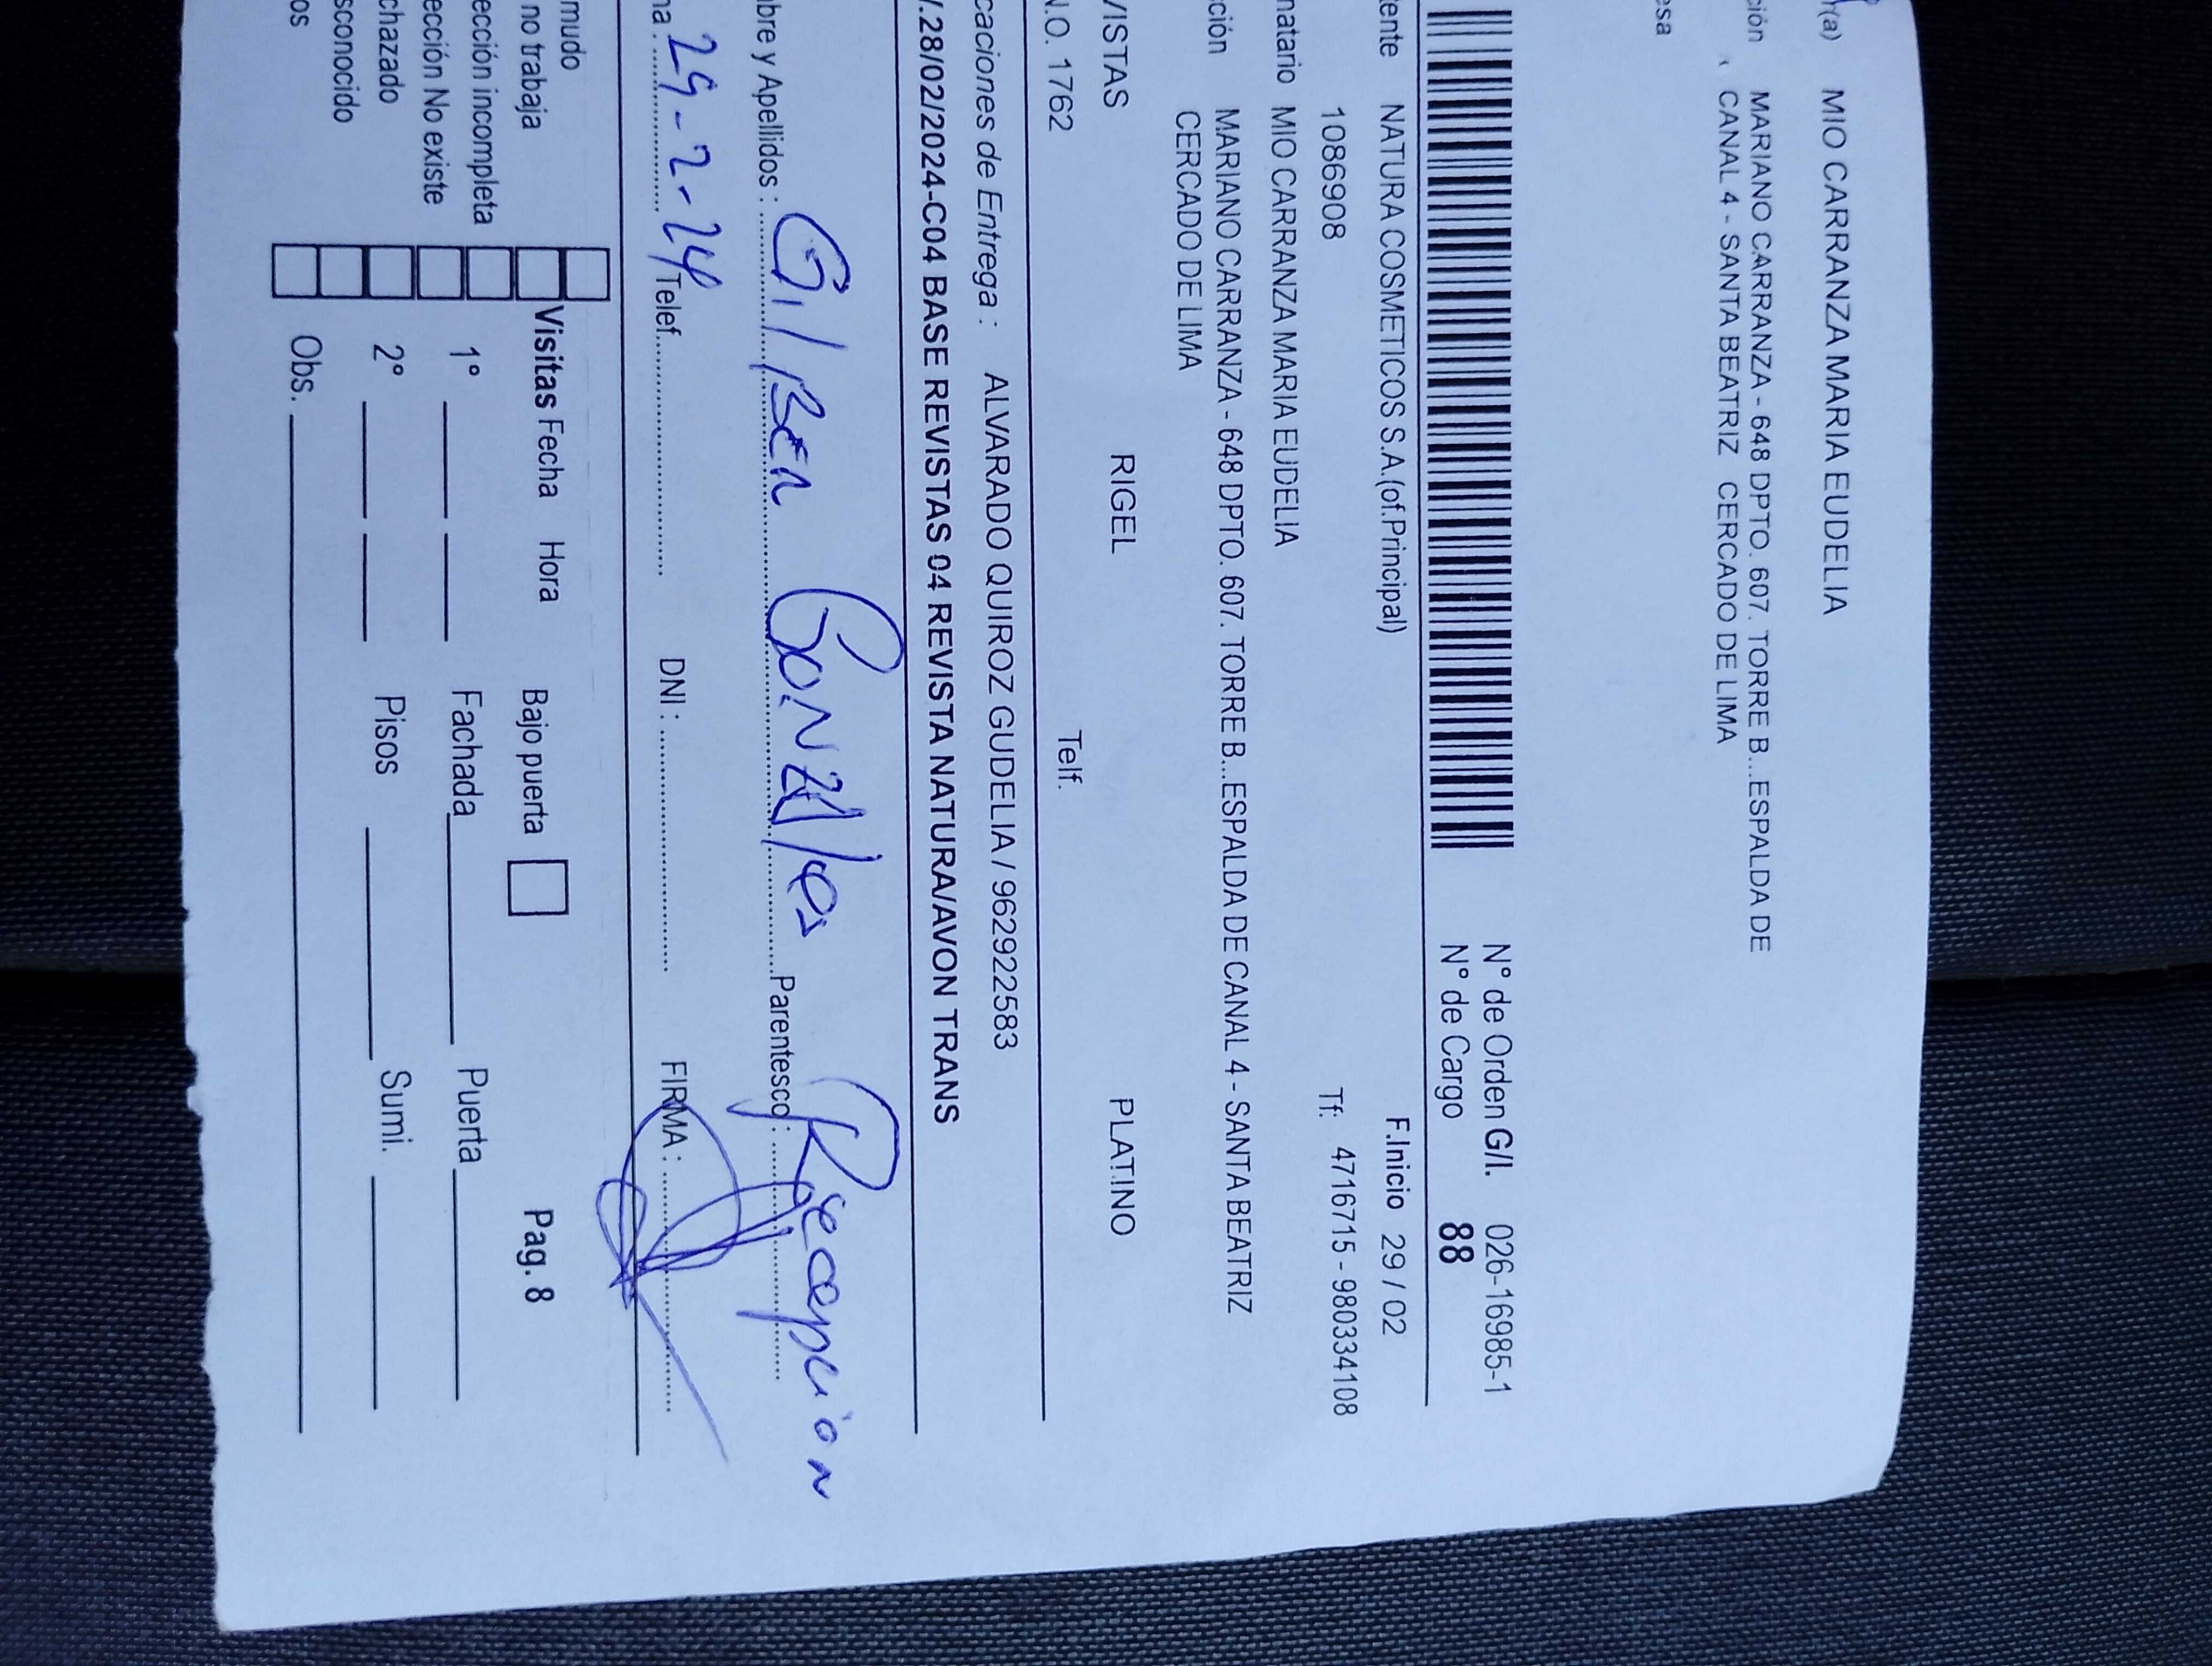 r(a) MIO CARRANZA MARIA EUDELIA
ción MARIANO CARRANZA - 648 DPTO. 607. TORRE B...ESPALDA DE
CANAL 4 - SANTA BEATRIZ CERCADO DE LIMA
esa
N° de Orden G/I. 026-16985-1
N° de Cargo 88
ente NATURA COSMETICOS S.A.(of.Principal) F.Inicio 29 / 02
1086908 Tf: 4716715 - 980334108
natario MIO CARRANZA MARIA EUDELIA
ción MARIANO CARRANZA - 648 DPTO. 607. TORRE B...ESPALDA DE CANAL 4 - SANTA BEATRIZ
CERCADO DE LIMA
VISTAS RIGEL PLATINO
N.O. 1762 Telf.
caciones de Entrega : ALVARADO QUIROZ GUDELIA / 962922583
/.28/02/2024-C04 BASE REVISTAS 04 REVISTA NATURA/AVON TRANS
bre y Apellidos : Gilber Gonzales Parentesco : Recepcion
na : 29-2-24 Telef. DNI : FIRMA :
mudo
no trabaja Visitas Fecha Hora Bajo puerta Pag. 8
ección incompleta 1° Fachada Puerta
ección No existe
chazado 2° Pisos Sumi.
sconocido
os Obs.